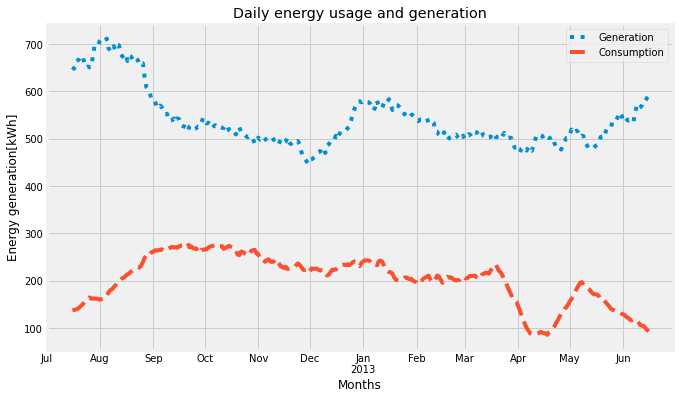 Daily energy usage and generation
Generation
Consumption
Energy generation[kWh]
700
600
500
400
300
200
100
Jul Aug Sep Oct Nov Dec Jan Feb Mar Apr May Jun
2013
Months